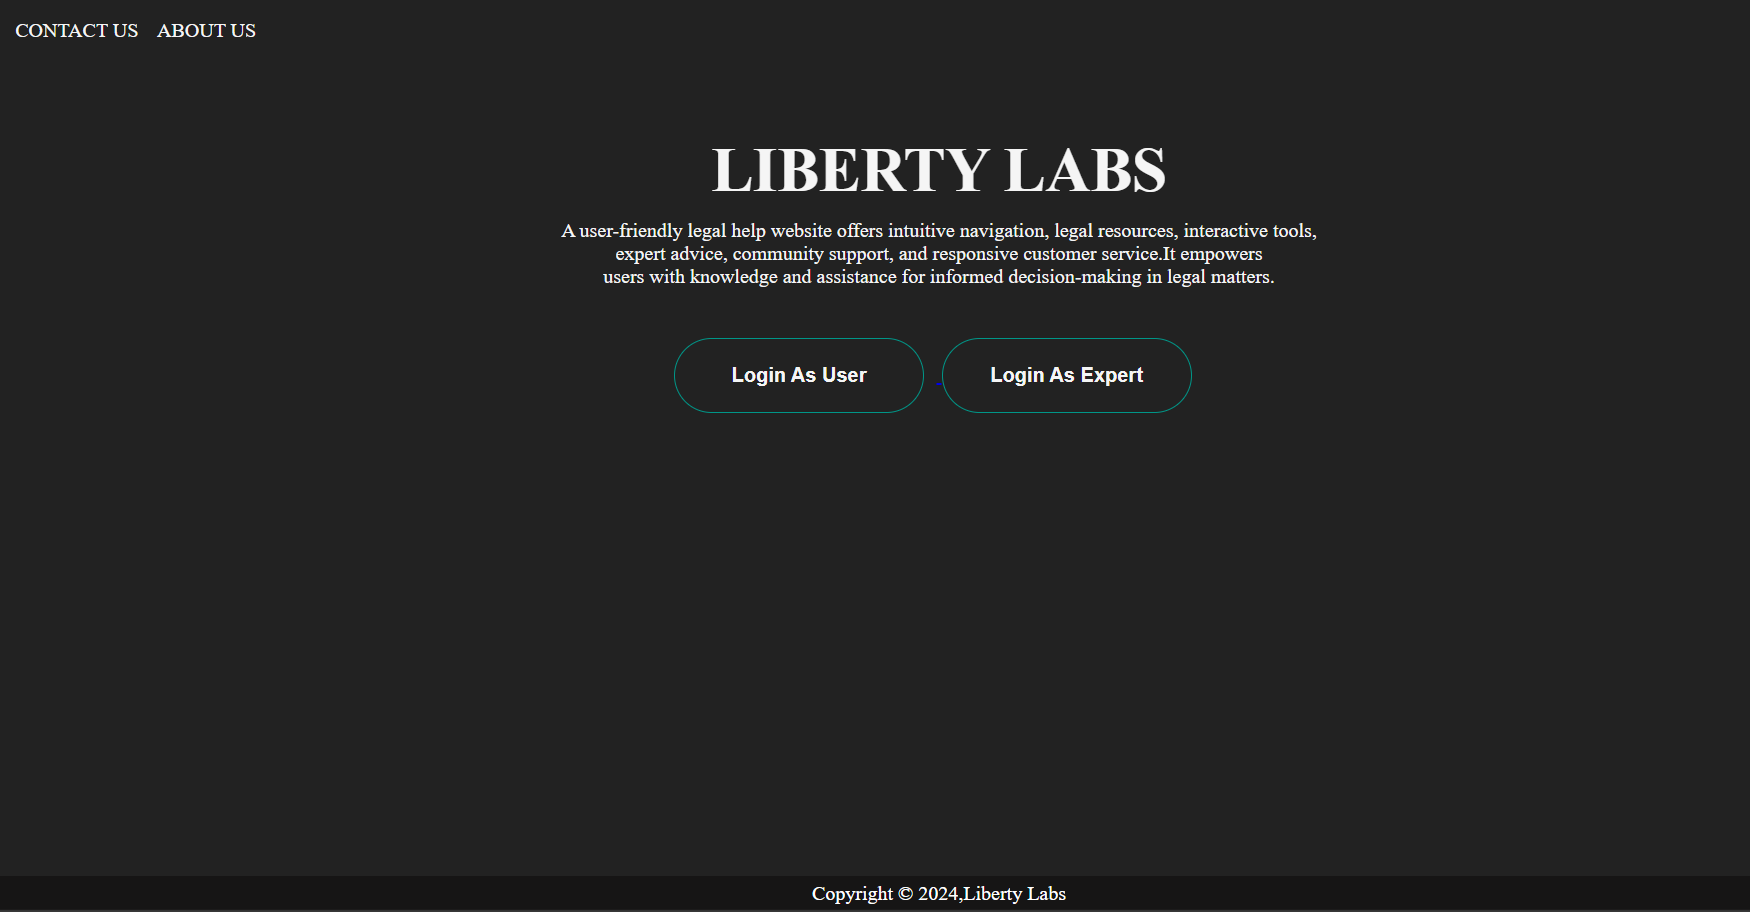 CONTACT US ABOUT US
LIBERTY LABS
A user-friendly legal help website offers intuitive navigation, legal resources, interactive tools,
expert advice, community support, and responsive customer service.It empowers
users with knowledge and assistance for informed decision-making in legal matters.
Login As User Login As Expert
Copyright © 2024,Liberty Labs